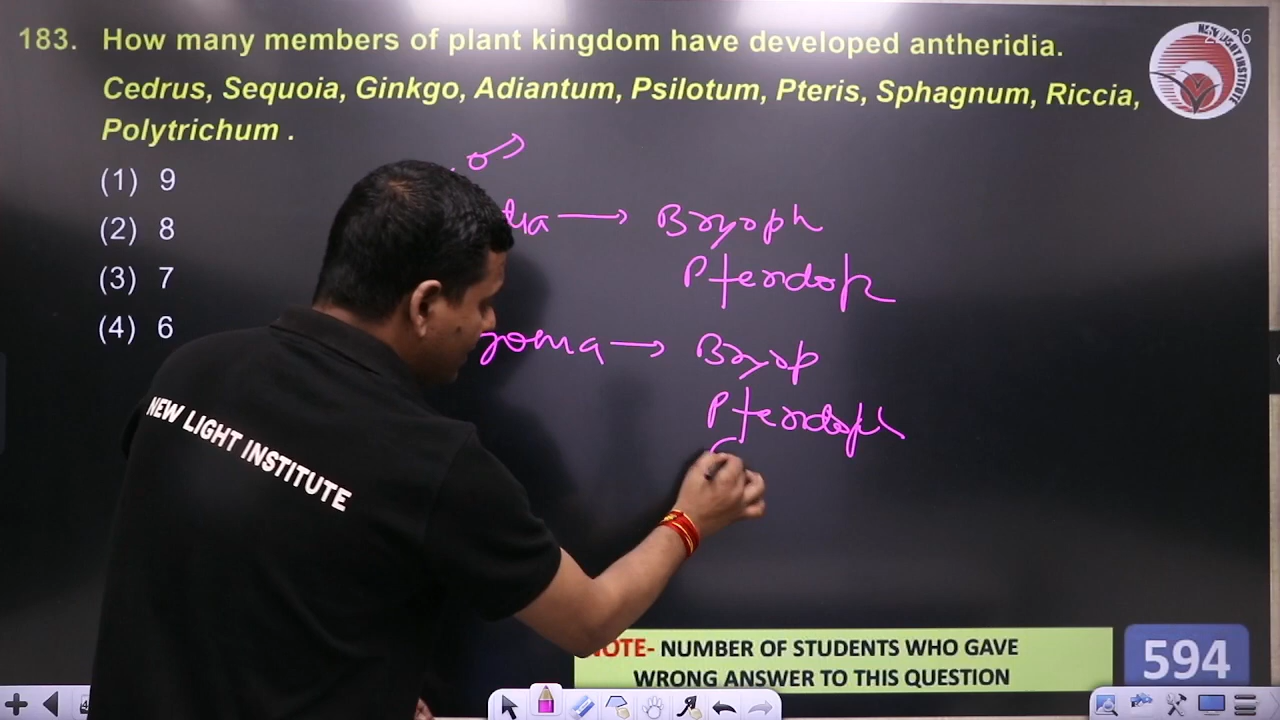 183. How many members of plant kingdom have developed antheridia.
Cedrus, Sequoia, Ginkgo, Adiantum, Psilotum, Pteris, Sphagnum, Riccia,
Polytrichum .
(1) 9
(2) 8
(3) 7
(4) 6
→ Bryoph
→ Bryop
NEW LIGHT INSTITUTE
NOTE- NUMBER OF STUDENTS WHO GAVE
WRONG ANSWER TO THIS QUESTION
594